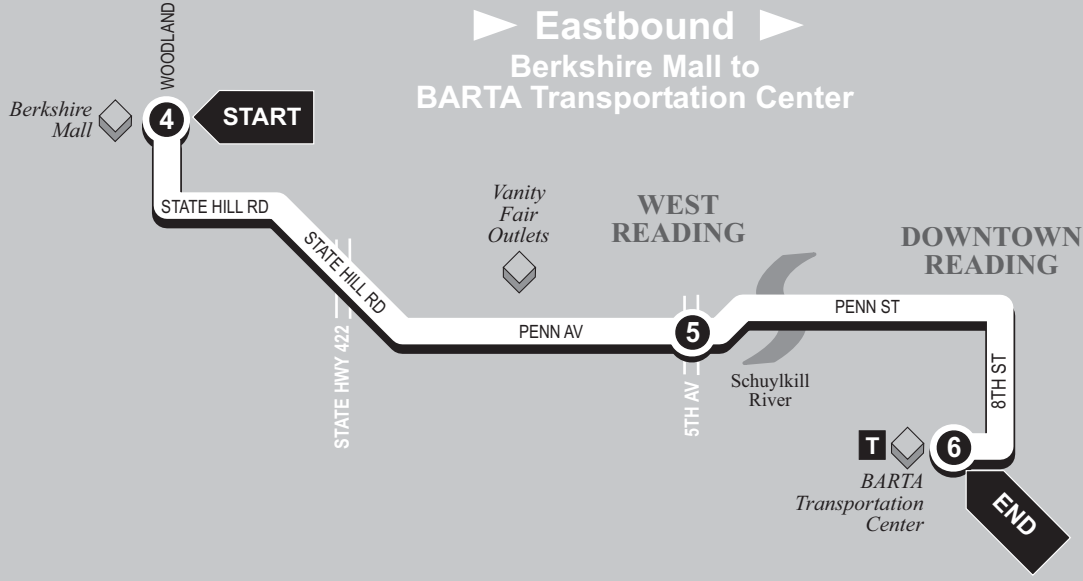 Eastbound
Berkshire Mall to
BARTA Transportation Center
WOODLAND
Berkshire
Mall
4
START
STATE HILL RD
STATE HILL RD
STATE HWY 422
Vanity
Fair
Outlets
WEST
READING
PENN AV
5
5TH AV
Schuylkill
River
DOWNTOWN
READING
PENN ST
8TH ST
T
6
BARTA
Transportation
Center
END